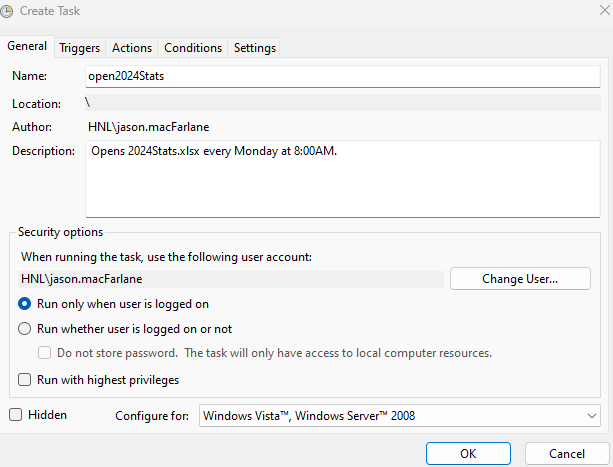 Create Task
General Triggers Actions Conditions Settings
Name: open2024Stats
Location: \
Author: HNL\jason.macFarlane
Description: Opens 2024Stats.xlsx every Monday at 8:00AM.
Security options
When running the task, use the following user account:
HNL\jason.macFarlane Change User...
Run only when user is logged on
Run whether user is logged on or not
Do not store password. The task will only have access to local computer resources.
Run with highest privileges
Hidden Configure for: Windows Vista™, Windows Server™ 2008
OK Cancel